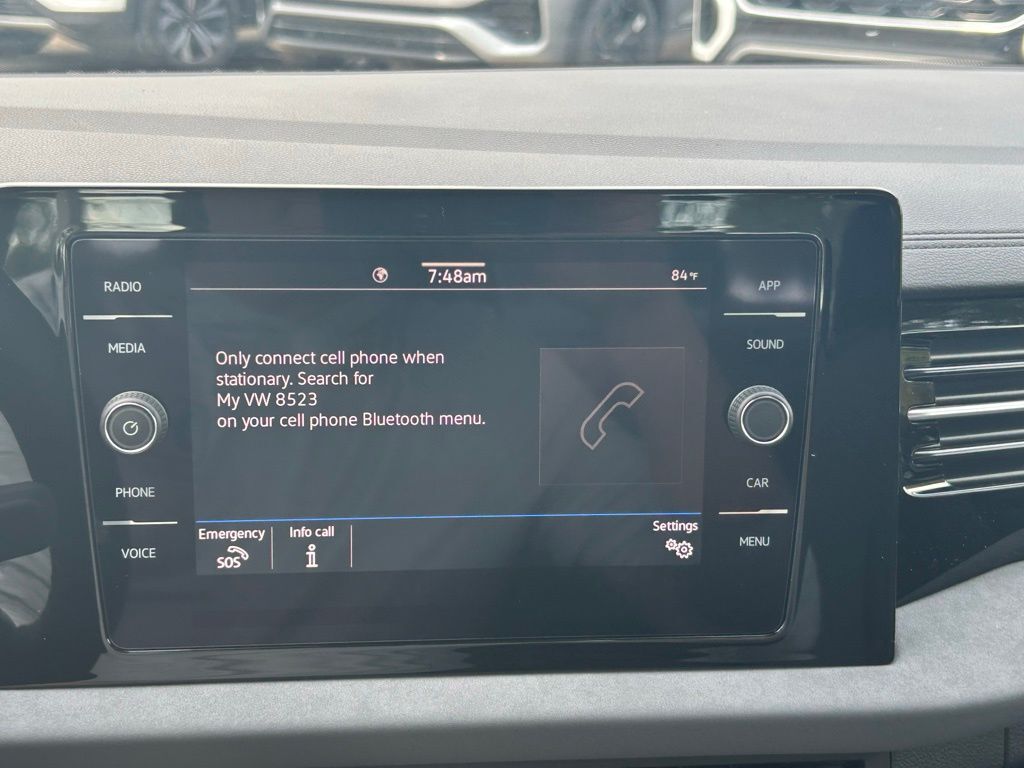 7:48am
84°F
RADIO
MEDIA
PHONE
VOICE
Only connect cell phone when
stationary. Search for
My VW 8523
on your cell phone Bluetooth menu.
Emergency
SOS
Info call
i
Settings
APP
SOUND
CAR
MENU